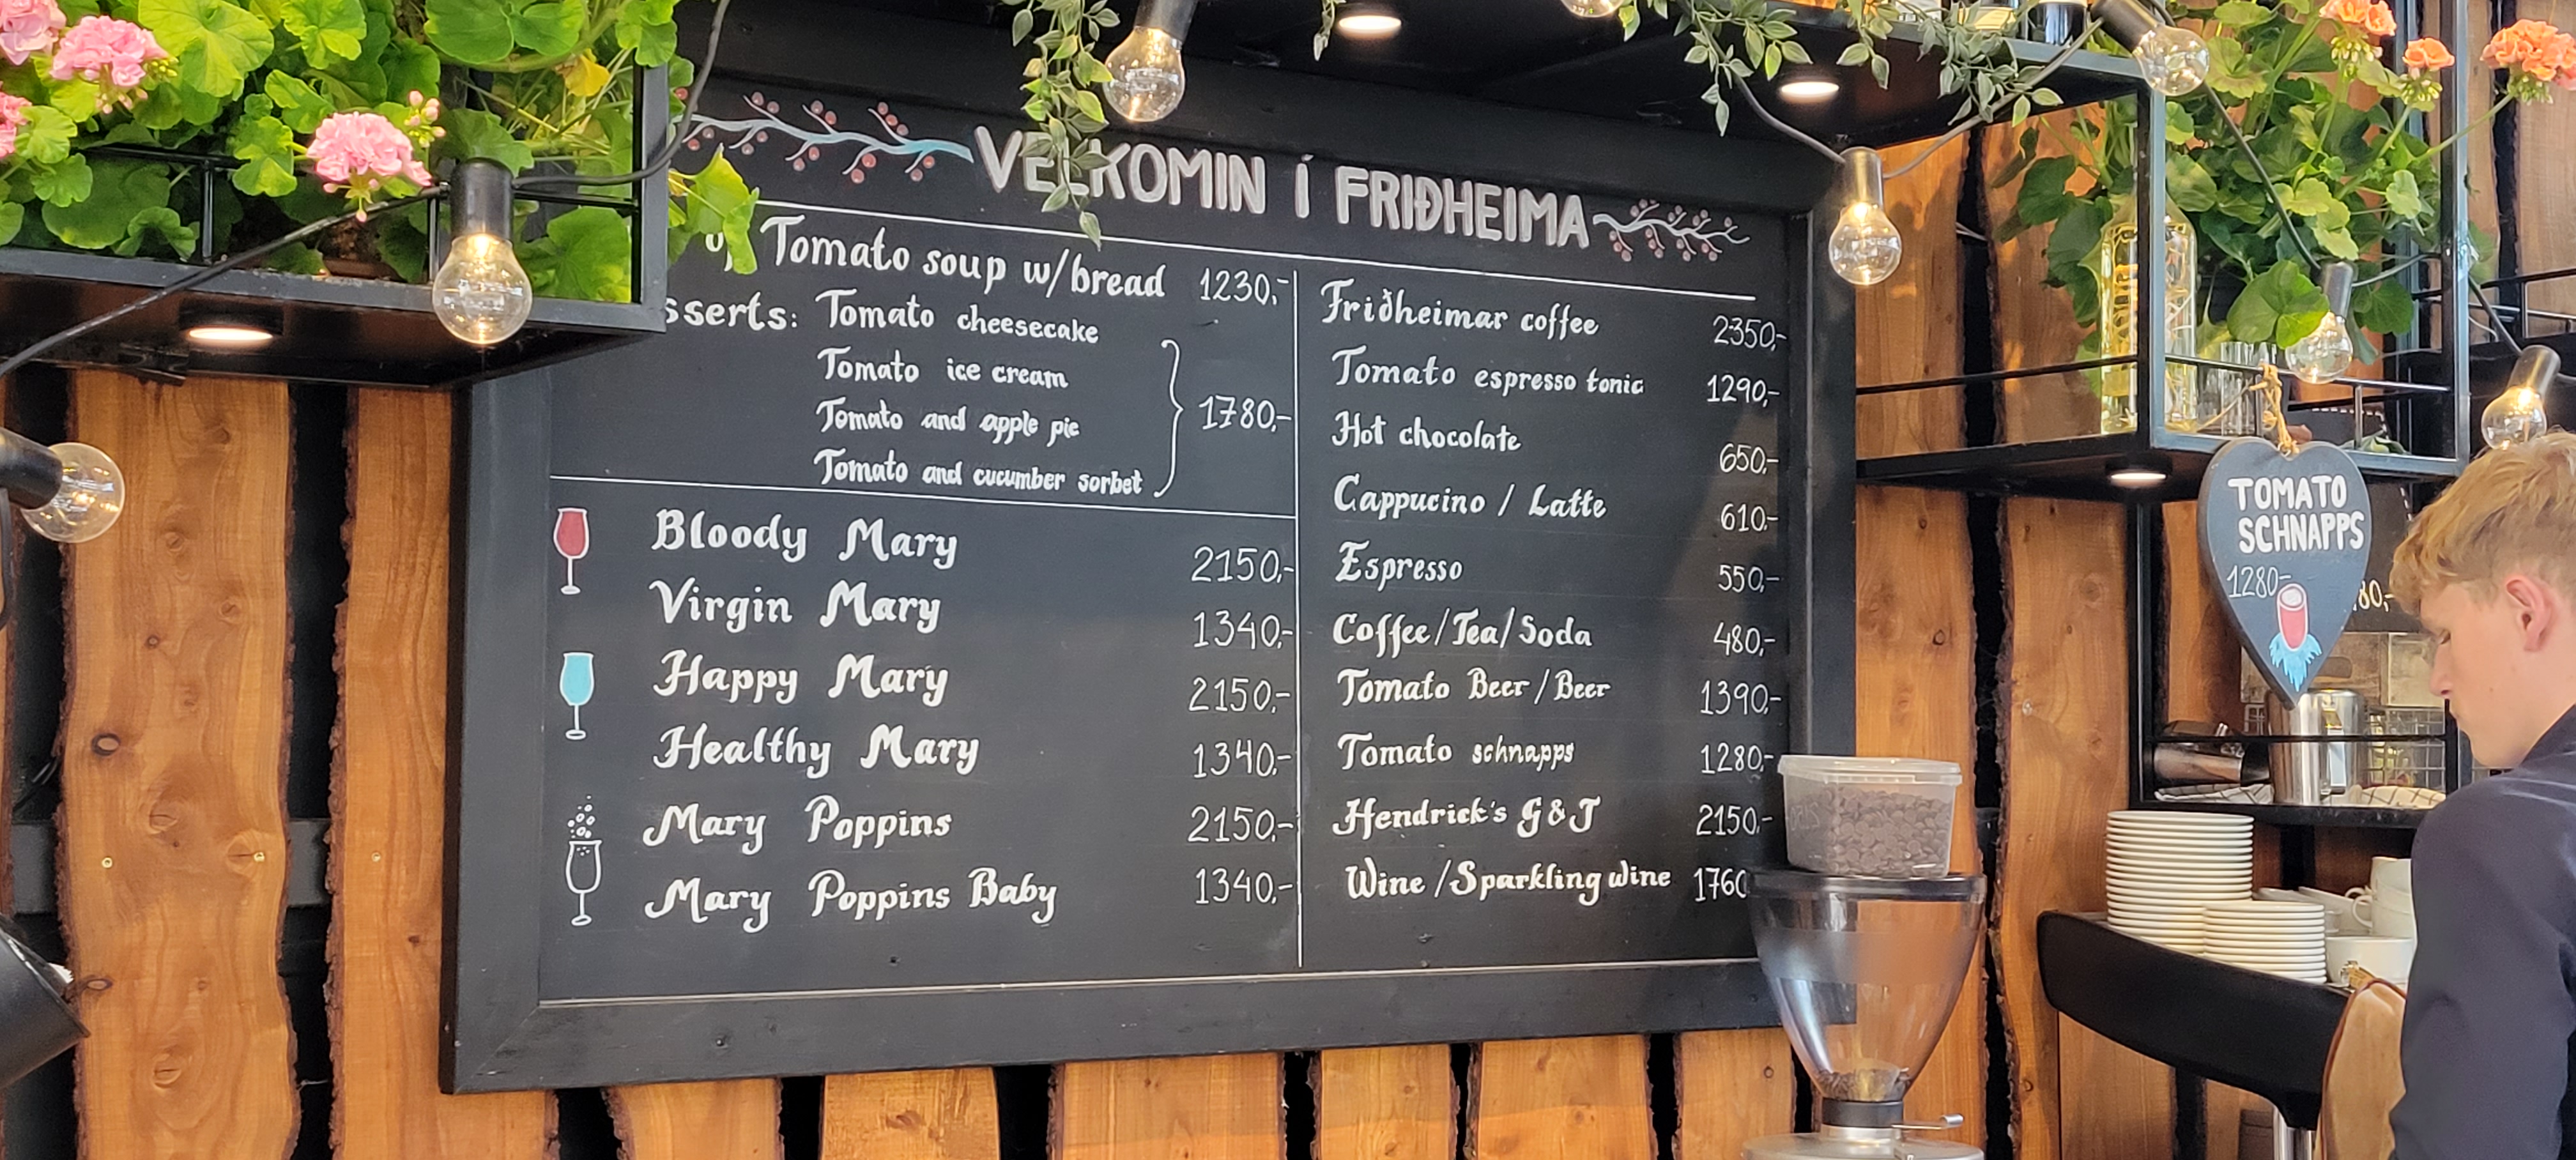 VELKOMIN Í FRIÐHEIMA
Tomato soup w/bread 1230,-
sserts: Tomato cheesecake
Tomato ice cream
Tomato and apple pie 1780,-
Tomato and cucumber sorbet
Bloody Mary 2150,-
Virgin Mary 1340,-
Happy Mary 2150,-
Healthy Mary 1340,-
Mary Poppins 2150,-
Mary Poppins Baby 1340,-
Friðheimar coffee 2350,-
Tomato espresso tonic 1290,-
Hot chocolate 650,-
Cappucino / Latte 610,-
Espresso 550,-
Coffee/Tea/Soda 480,-
Tomato Beer/Beer 1390,-
Tomato schnapps 1280,-
Hendrick's G&T 2150,-
Wine/Sparkling wine 1760
TOMATO
SCHNAPPS
1280-
80,-